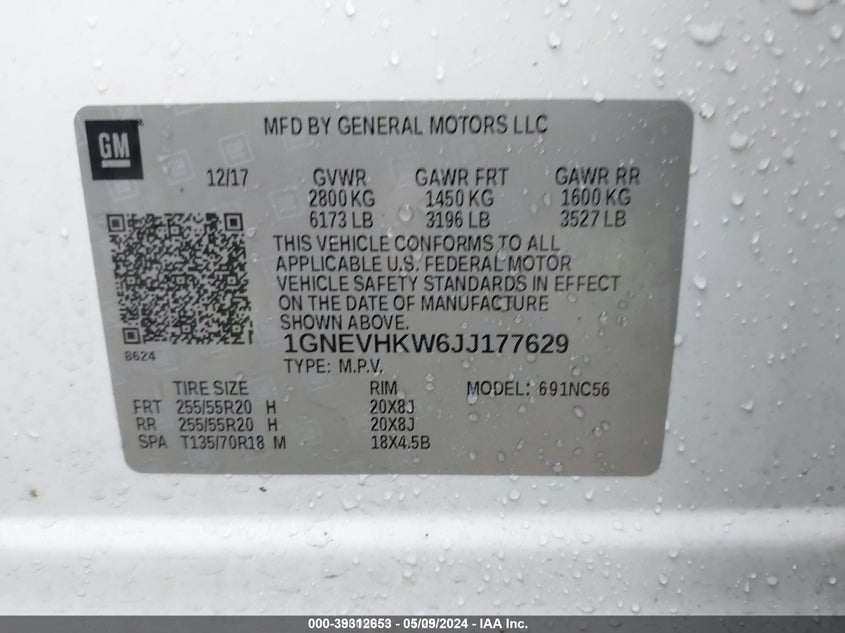 GM
MFD BY GENERAL MOTORS LLC
12/17 GVWR GAWR FRT GAWR RR
2800 KG 1450 KG 1600 KG
6173 LB 3196 LB 3527 LB
THIS VEHICLE CONFORMS TO ALL
APPLICABLE U.S. FEDERAL MOTOR
VEHICLE SAFETY STANDARDS IN EFFECT
ON THE DATE OF MANUFACTURE
SHOWN ABOVE.
8624
1GNEVHKW6JJ177629
TYPE: M.P.V.
TIRE SIZE RIM MODEL: 691NC56
FRT 255/55R20 H 20X8J
RR 255/55R20 H 20X8J
SPA T135/70R18 M 18X4.5B
000-39312653 - 05/09/2024 - IAA Inc.